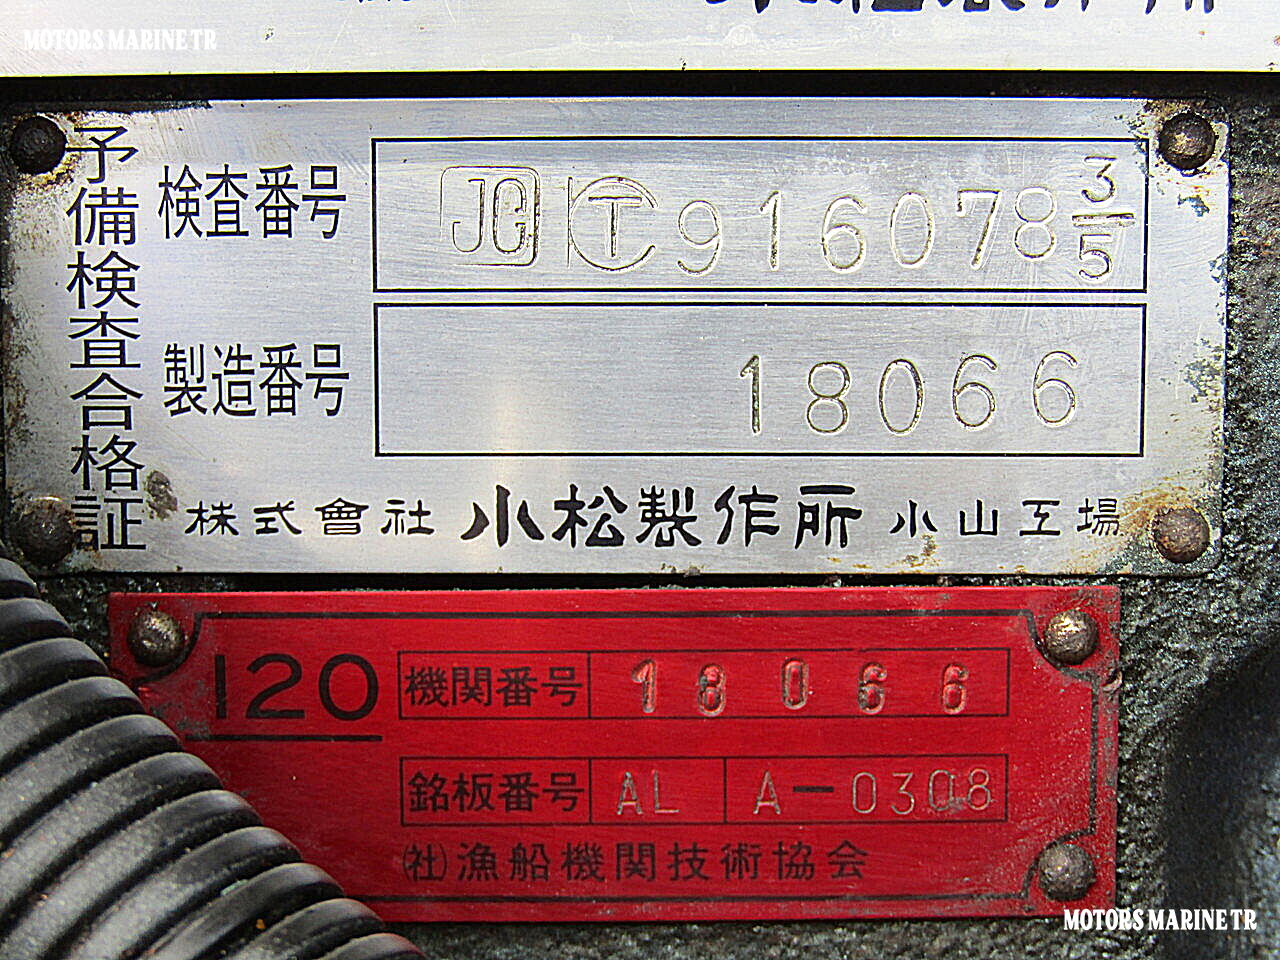 MOTORS MARINE TR
予備検査合格証
検査番号 JG T 916078 3/5
製造番号 18066
株式會社 小松製作所 小山工場
120
機関番号 18066
銘板番号 AL A-0308
(社)漁船機関技術協会
MOTORS MARINE TR